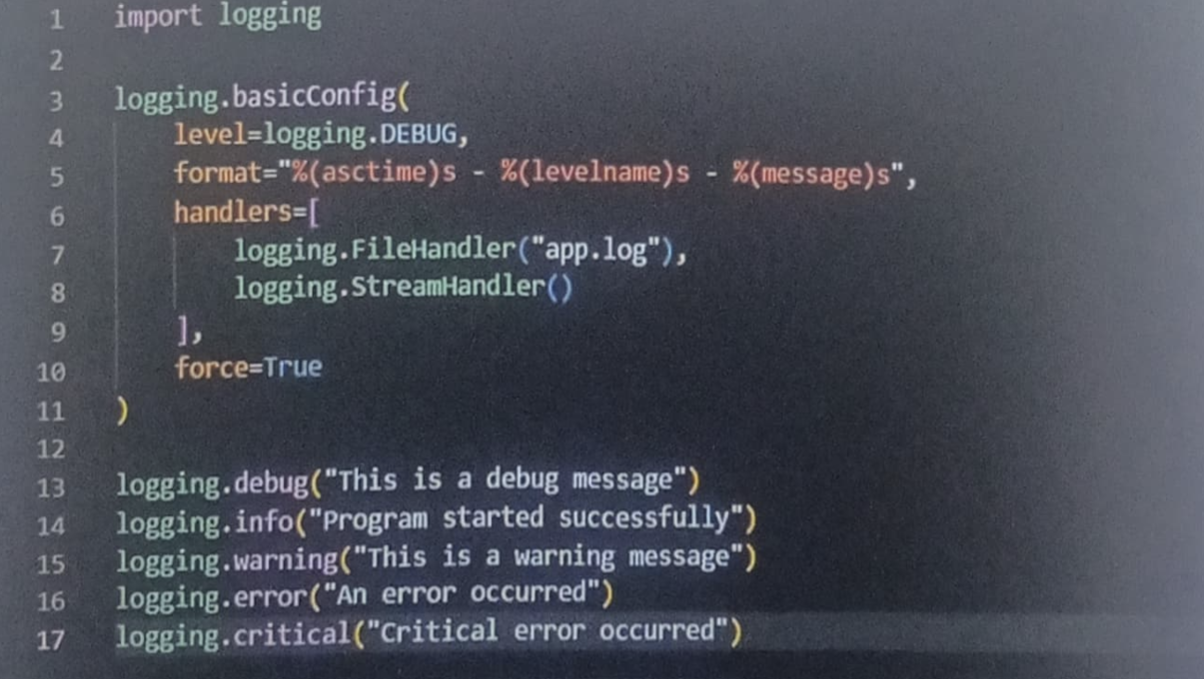 1 import logging
2
3 logging.basicConfig(
4     level=logging.DEBUG,
5     format="%(asctime)s - %(levelname)s - %(message)s",
6     handlers=[
7         logging.FileHandler("app.log"),
8         logging.StreamHandler()
9     ],
10     force=True
11 )
12
13 logging.debug("This is a debug message")
14 logging.info("Program started successfully")
15 logging.warning("This is a warning message")
16 logging.error("An error occurred")
17 logging.critical("Critical error occurred")